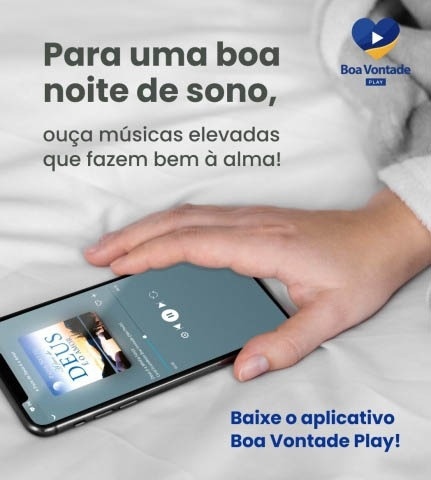 Para uma boa
noite de sono,
ouça músicas elevadas
que fazem bem à alma!
Boa Vontade
PLAY
DEUS
Baixe o aplicativo
Boa Vontade Play!